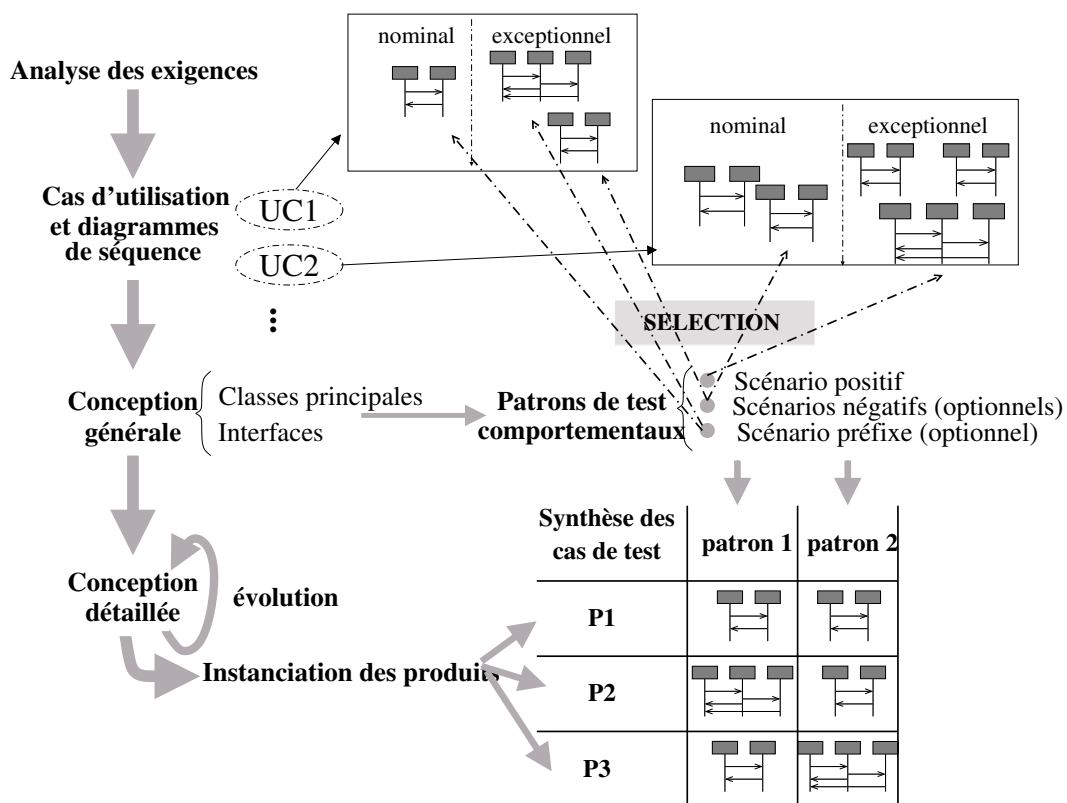 nominal
exceptionnel
Analyse des exigences
nominal
exceptionnel
Cas d'utilisation
et diagrammes
de séquence
UC1
UC2
...
SELECTION
Conception
générale
Classes principales
Interfaces
Patrons de test
comportementaux
Scénario positif
Scénarios négatifs (optionnels)
Scénario préfixe (optionnel)
Synthèse des
cas de test
patron 1
patron 2
Conception
détaillée
évolution
P1
Instanciation des produits
P2
P3